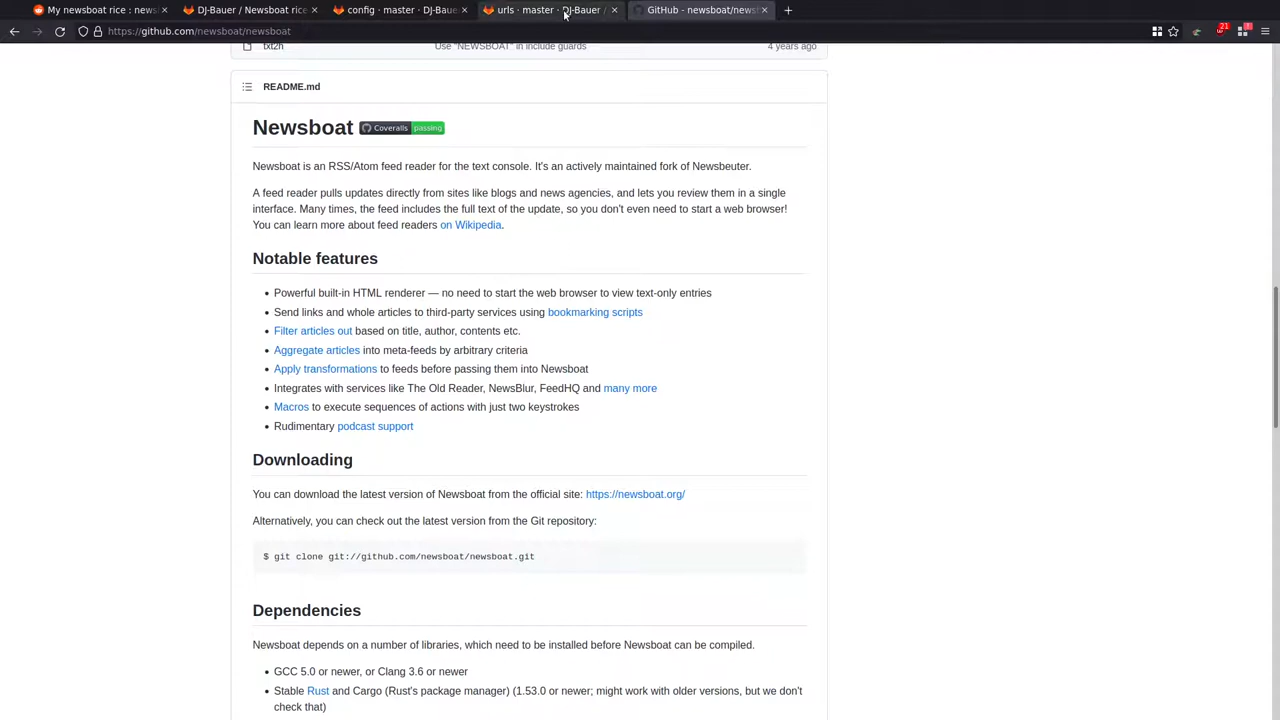 My newsboat rice : news
DJ-Bauer / Newsboat rice
config · master · DJ-Baue
urls · master · DJ-Bauer /
GitHub - newsboat/news
https://github.com/newsboat/newsboat
21
txt2h
Use "NEWSBOAT" in include guards
4 years ago
README.md
Newsboat
Coveralls passing
Newsboat is an RSS/Atom feed reader for the text console. It's an actively maintained fork of Newsbeuter.
A feed reader pulls updates directly from sites like blogs and news agencies, and lets you review them in a single
interface. Many times, the feed includes the full text of the update, so you don't even need to start a web browser!
You can learn more about feed readers on Wikipedia.
Notable features
• Powerful built-in HTML renderer — no need to start the web browser to view text-only entries
• Send links and whole articles to third-party services using bookmarking scripts
• Filter articles out based on title, author, contents etc.
• Aggregate articles into meta-feeds by arbitrary criteria
• Apply transformations to feeds before passing them into Newsboat
• Integrates with services like The Old Reader, NewsBlur, FeedHQ and many more
• Macros to execute sequences of actions with just two keystrokes
• Rudimentary podcast support
Downloading
You can download the latest version of Newsboat from the official site: https://newsboat.org/
Alternatively, you can check out the latest version from the Git repository:
$ git clone git://github.com/newsboat/newsboat.git
Dependencies
Newsboat depends on a number of libraries, which need to be installed before Newsboat can be compiled.
• GCC 5.0 or newer, or Clang 3.6 or newer
• Stable Rust and Cargo (Rust's package manager) (1.53.0 or newer; might work with older versions, but we don't
check that)